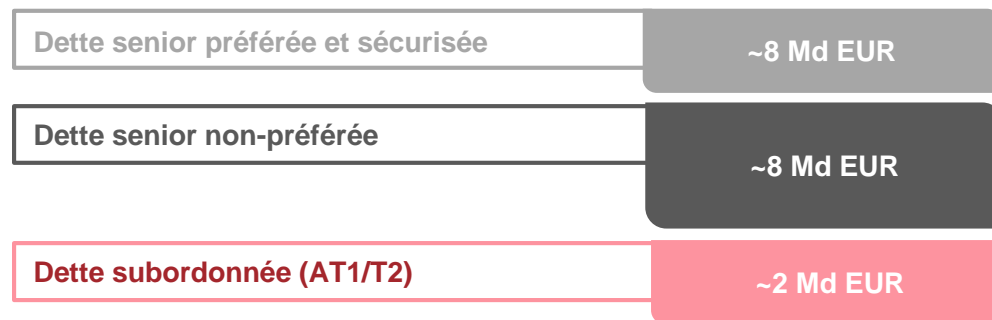 Dette senior préférée et sécurisée
~8 Md EUR
Dette senior non-préférée
~8 Md EUR
Dette subordonnée (AT1/T2)
~2 Md EUR